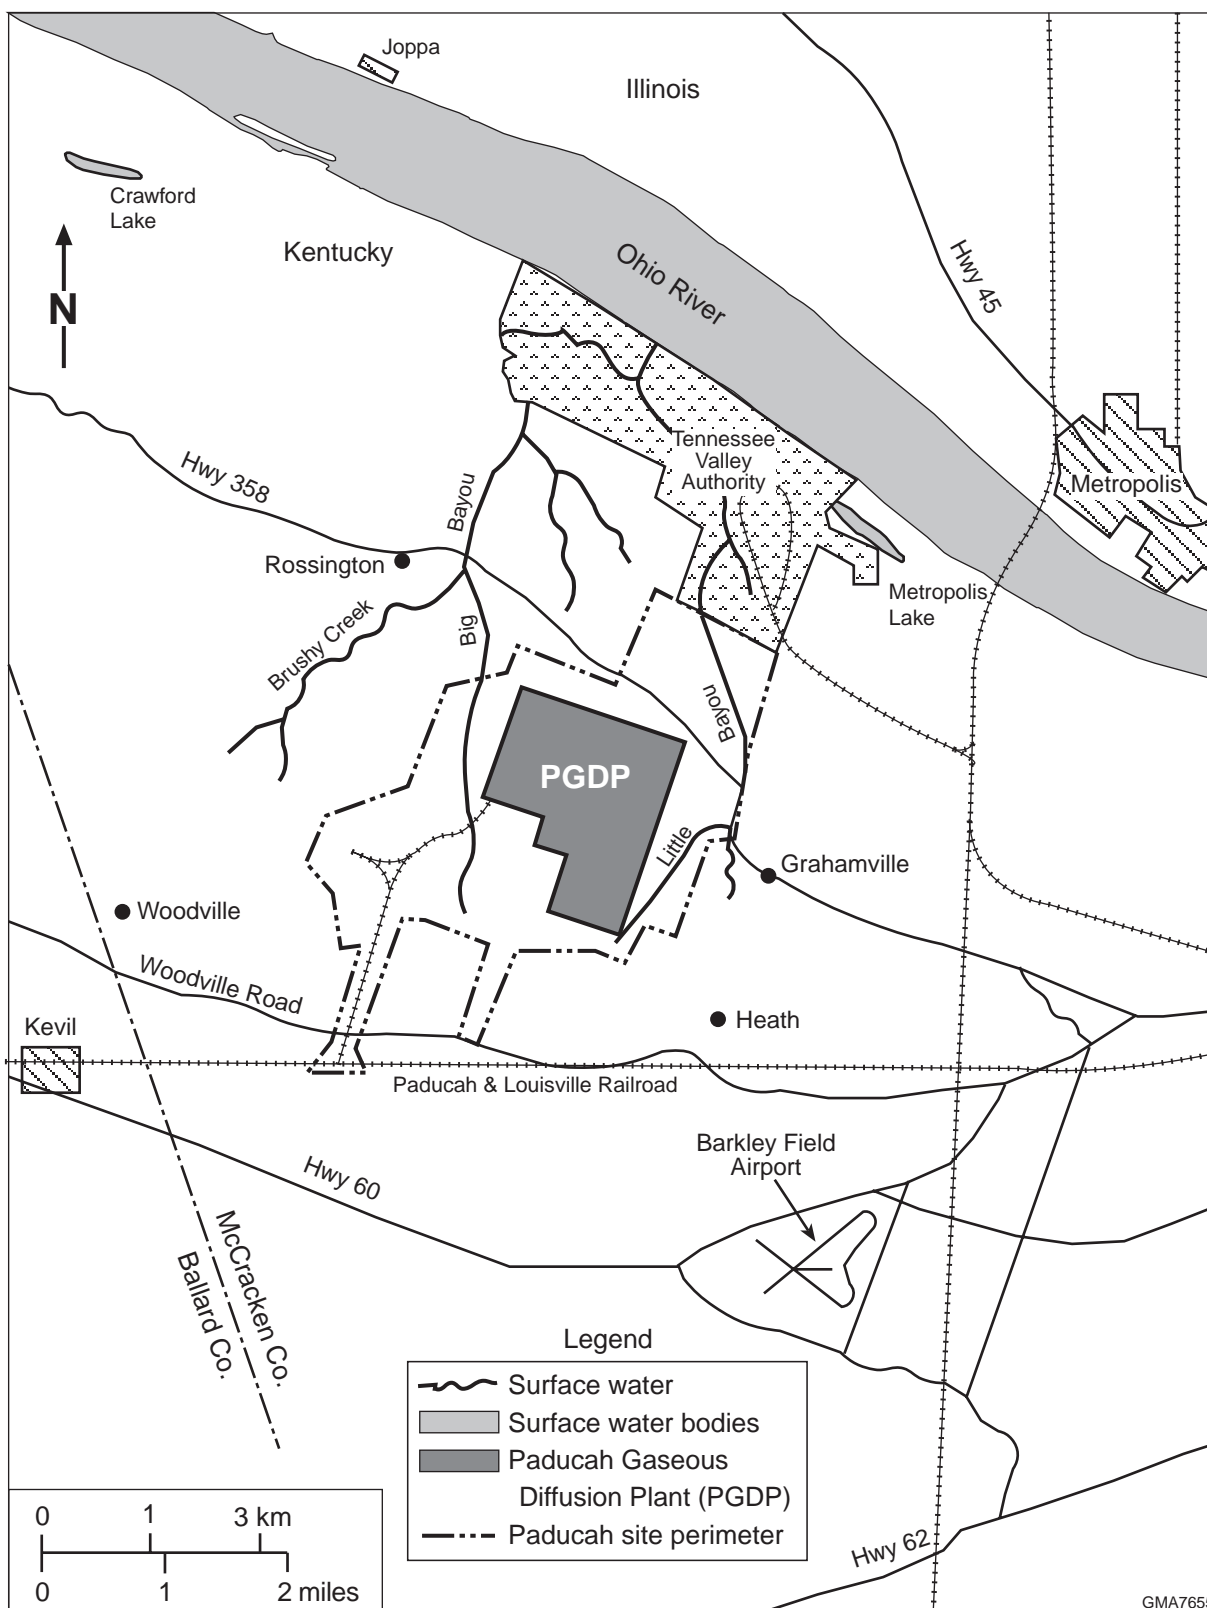 Joppa
Illinois
Crawford
Lake
Kentucky
N
Ohio River
Hwy 45
Tennessee
Valley
Authority
Metropolis
Hwy 358
Bayou
Rossington
Metropolis
Lake
Brushy Creek
Big
Bayou
PGDP
Little
Grahamville
Woodville
Woodville Road
Kevil
Heath
Paducah & Louisville Railroad
Barkley Field
Airport
Hwy 60
McCracken Co.
Ballard Co.
Legend
Surface water
Surface water bodies
Paducah Gaseous
Diffusion Plant (PGDP)
Paducah site perimeter
0 1 3 km
0 1 2 miles
Hwy 62
GMA7655